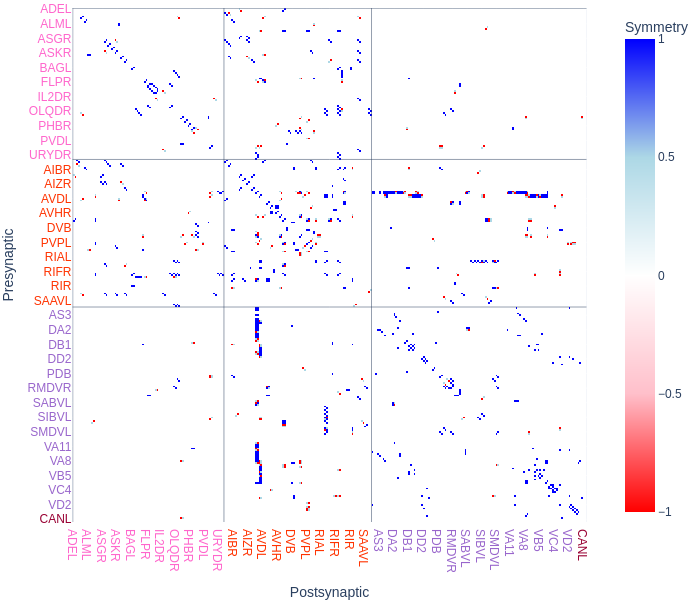 Symmetry
1
0.5
0
−0.5
−1
Presynaptic
ADEL
ALML
ASGR
ASKR
BAGL
FLPR
IL2DR
OLQDR
PHBR
PVDL
URYDR
AIBR
AIZR
AVDL
AVHR
DVB
PVPL
RIAL
RIFR
RIR
SAAVL
AS3
DA2
DB1
DD2
PDB
RMDVR
SABVL
SIBVL
SMDVL
VA11
VA8
VB5
VC4
VD2
CANL
ADEL
ALML
ASGR
ASKR
BAGL
FLPR
IL2DR
OLQDR
PHBR
PVDL
URYDR
AIBR
AIZR
AVDL
AVHR
DVB
PVPL
RIAL
RIFR
RIR
SAAVL
AS3
DA2
DB1
DD2
PDB
RMDVR
SABVL
SIBVL
SMDVL
VA11
VA8
VB5
VC4
VD2
CANL
Postsynaptic